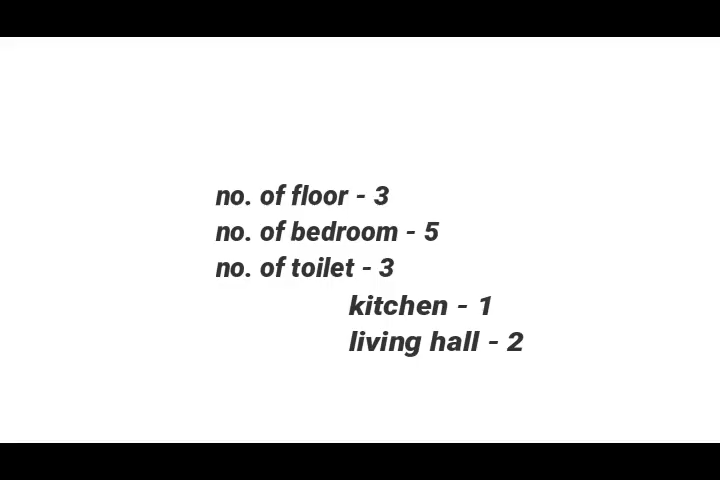 no. of floor - 3
no. of bedroom - 5
no. of toilet - 3
kitchen - 1
living hall - 2